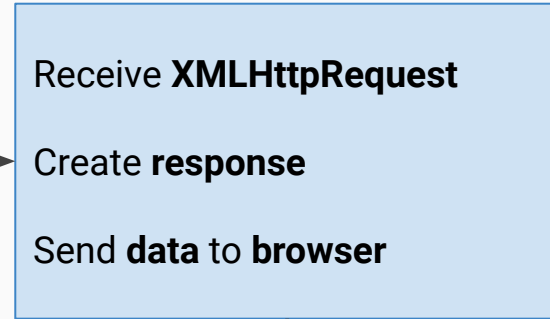 Receive XMLHttpRequest
Create response
Send data to browser